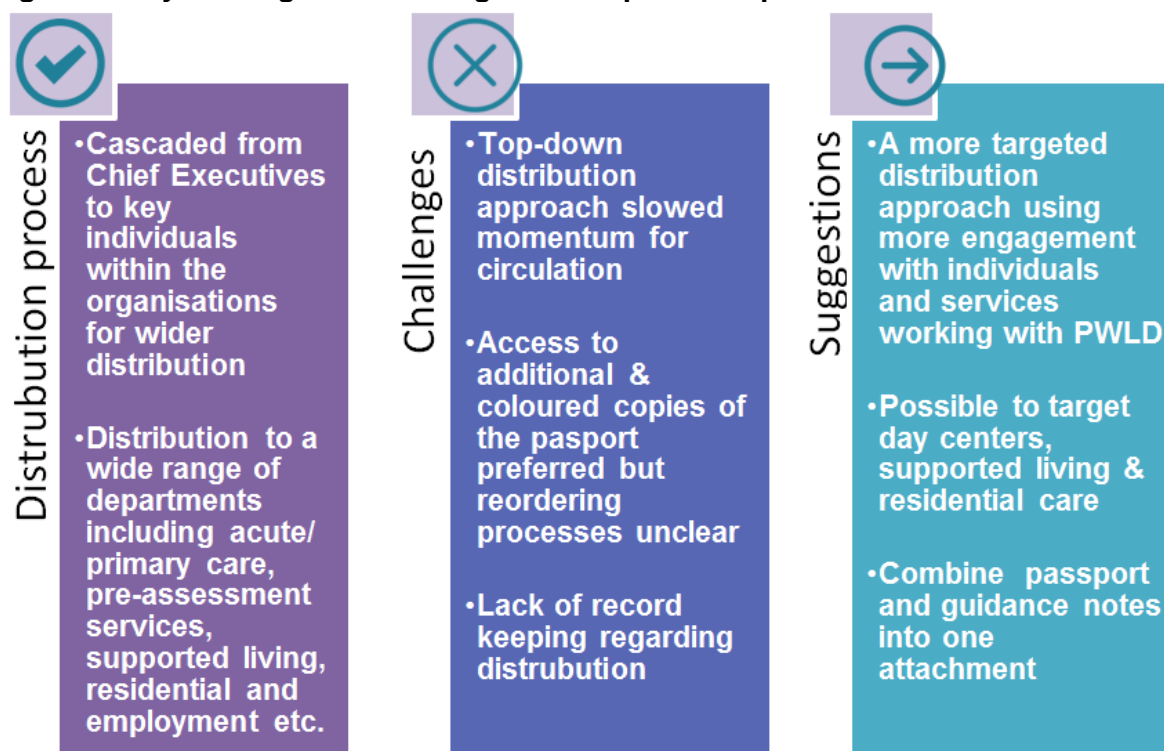 Distrubution process
•Cascaded from
Chief Executives
to key
individuals
within the
organisations
for wider
distribution
•Distribution to a
wide range of
departments
including acute/
primary care,
pre-assessment
services,
supported living,
residential and
employment etc.
Challenges
•Top-down
distribution
approach slowed
momentum for
circulation
•Access to
additional &
coloured copies of
the pasport
preferred but
reordering
processes unclear
•Lack of record
keeping regarding
distrubution
Suggestions
•A more targeted
distribution
approach using
more engagement
with individuals
and services
working with PWLD
•Possible to target
day centers,
supported living &
residential care
•Combine passport
and guidance notes
into one
attachment